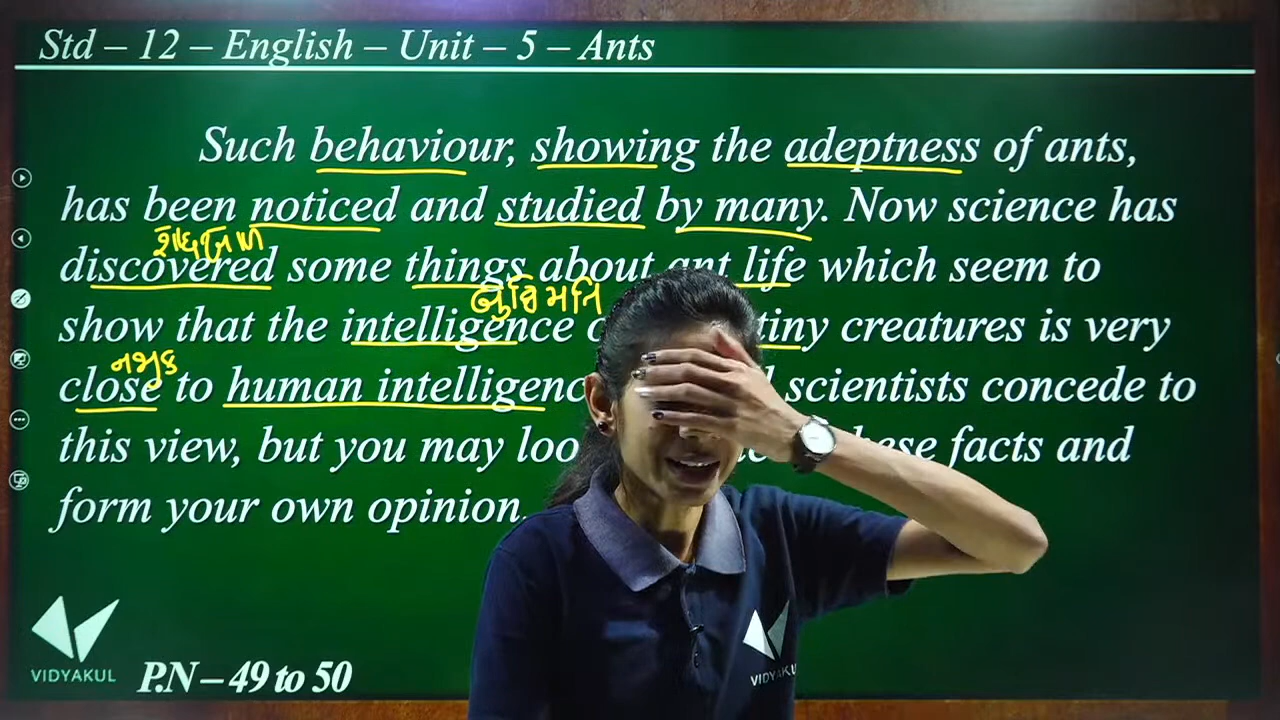 Std – 12 – English – Unit – 5 – Ants
Such behaviour, showing the adeptness of ants,
has been noticed and studied by many. Now science has
discovered some things about ant life which seem to
show that the intelligence tiny creatures is very
નજીક
close to human intelligence scientists concede to
this view, but you may these facts and
form your own opinion.
VIDYAKUL
P.N – 49 to 50
VIDYAKUL